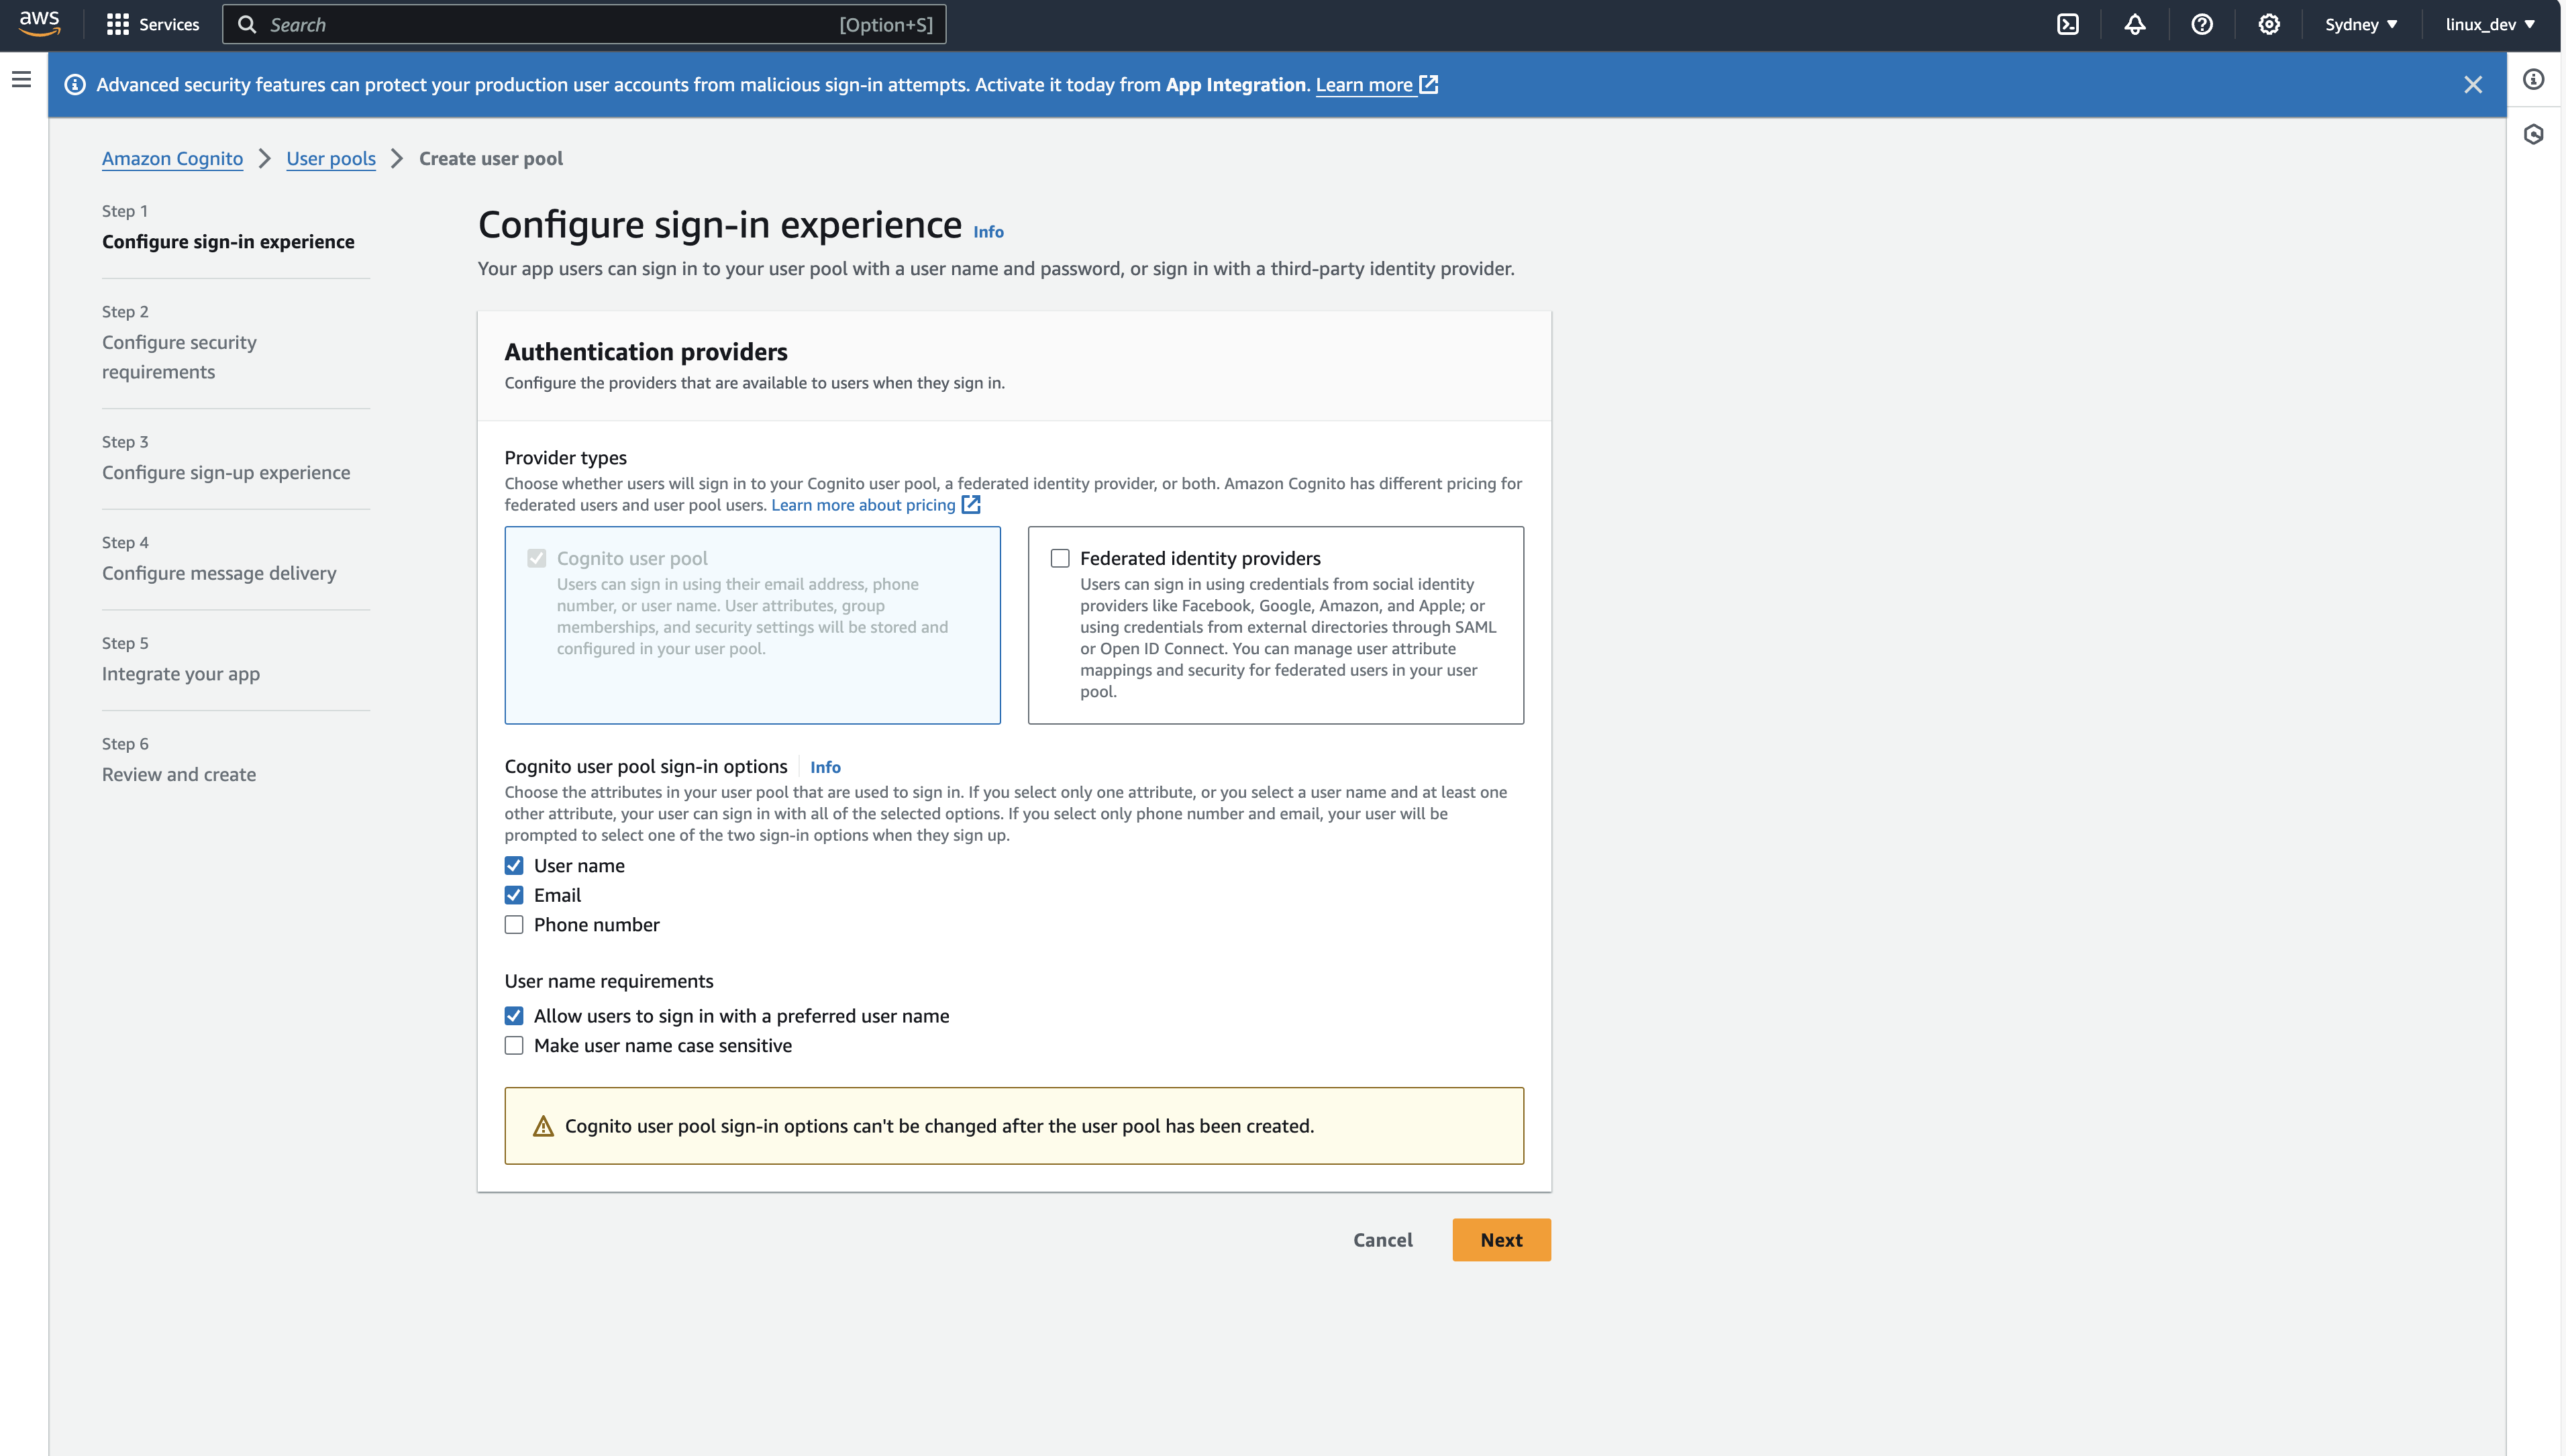 aws
Services
Search
[Option+S]
Sydney
linux_dev
Advanced security features can protect your production user accounts from malicious sign-in attempts. Activate it today from App Integration. Learn more
Amazon Cognito
User pools
Create user pool
Step 1
Configure sign-in experience
Step 2
Configure security
requirements
Step 3
Configure sign-up experience
Step 4
Configure message delivery
Step 5
Integrate your app
Step 6
Review and create
Configure sign-in experience Info
Your app users can sign in to your user pool with a user name and password, or sign in with a third-party identity provider.
Authentication providers
Configure the providers that are available to users when they sign in.
Provider types
Choose whether users will sign in to your Cognito user pool, a federated identity provider, or both. Amazon Cognito has different pricing for
federated users and user pool users. Learn more about pricing
Cognito user pool
Users can sign in using their email address, phone
number, or user name. User attributes, group
memberships, and security settings will be stored and
configured in your user pool.
Federated identity providers
Users can sign in using credentials from social identity
providers like Facebook, Google, Amazon, and Apple; or
using credentials from external directories through SAML
or Open ID Connect. You can manage user attribute
mappings and security for federated users in your user
pool.
Cognito user pool sign-in options Info
Choose the attributes in your user pool that are used to sign in. If you select only one attribute, or you select a user name and at least one
other attribute, your user can sign in with all of the selected options. If you select only phone number and email, your user will be
prompted to select one of the two sign-in options when they sign up.
User name
Email
Phone number
User name requirements
Allow users to sign in with a preferred user name
Make user name case sensitive
Cognito user pool sign-in options can't be changed after the user pool has been created.
Cancel
Next